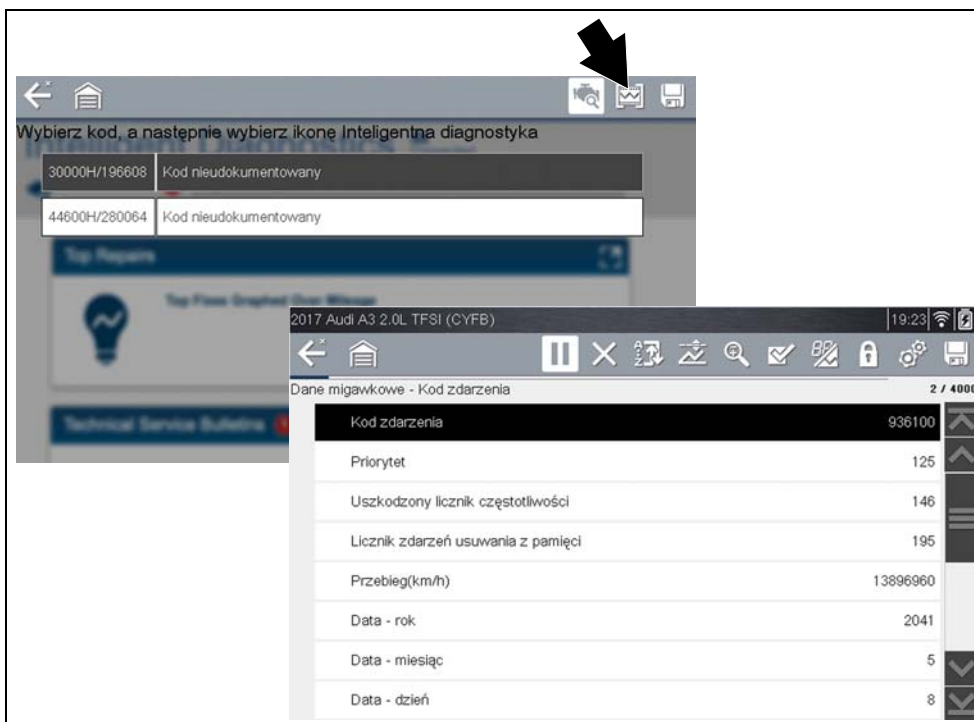 Wybierz kod, a następnie wybierz ikonę Inteligentna diagnostyka
30000H/196608 Kod nieudokumentowany
44600H/280064 Kod nieudokumentowany
Top Repairs
Top Fixes Graphed Over Mileage
Technical Service Bulletins
2017 Audi A3 2.0L TFSI (CYFB) 19:23
Dane migawkowe - Kod zdarzenia 2 / 4000
Kod zdarzenia 936100
Priorytet 125
Uszkodzony licznik częstotliwości 146
Licznik zdarzeń usuwania z pamięci 195
Przebieg(km/h) 13896960
Data - rok 2041
Data - miesiąc 5
Data - dzień 8